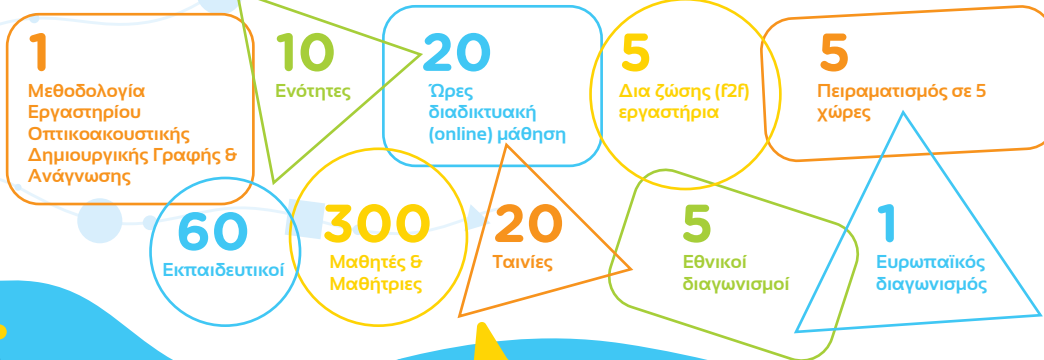 1
Μεθοδολογία
Εργαστηρίου
Οπτικοακουστικής
Δημιουργικής Γραφής &
Ανάγνωσης
10
Ενότητες
20
Ώρες
διαδικτυακή
(online) μάθηση
5
Δια ζώσης (f2f)
εργαστήρια
5
Πειραματισμός σε 5
χώρες
60
Εκπαιδευτικοί
300
Μαθητές &
Μαθήτριες
20
Ταινίες
5
Εθνικοί
διαγωνισμοί
1
Ευρωπαϊκός
διαγωνισμός